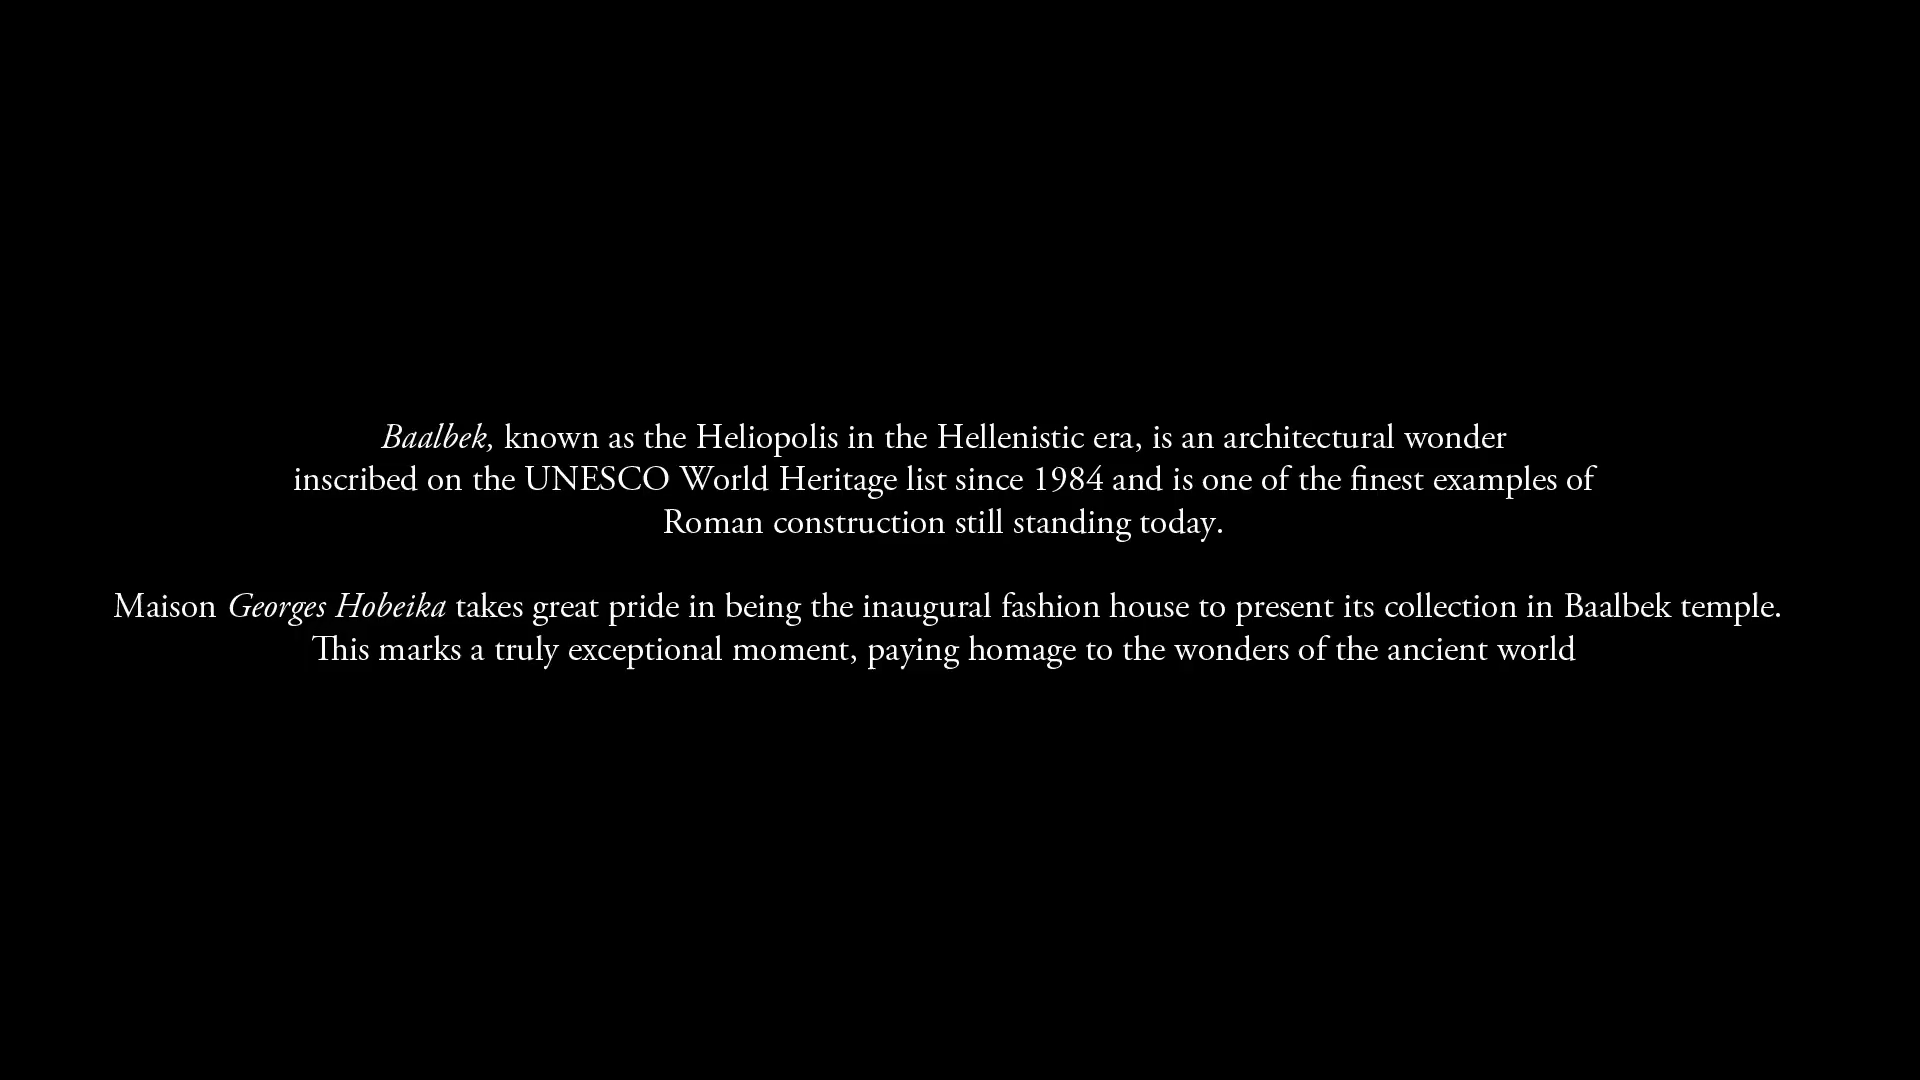 Baalbek, known as the Heliopolis in the Hellenistic era, is an architectural wonder
inscribed on the UNESCO World Heritage list since 1984 and is one of the finest examples of
Roman construction still standing today.
Maison Georges Hobeika takes great pride in being the inaugural fashion house to present its collection in Baalbek temple.
This marks a truly exceptional moment, paying homage to the wonders of the ancient world